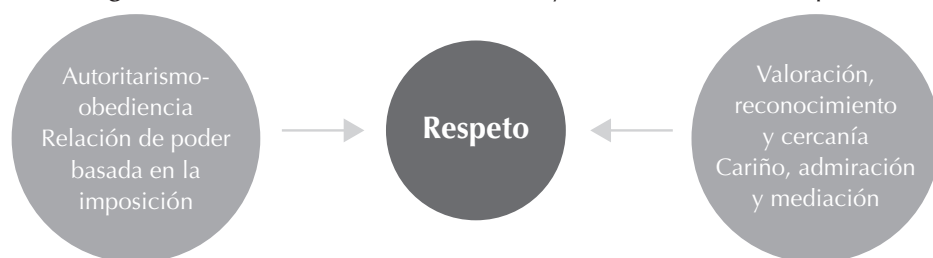 Autoritarismo-
obediencia
Relación de poder
basada en la
imposición
Respeto
Valoración,
reconocimiento
y cercanía
Cariño, admiración
y mediación